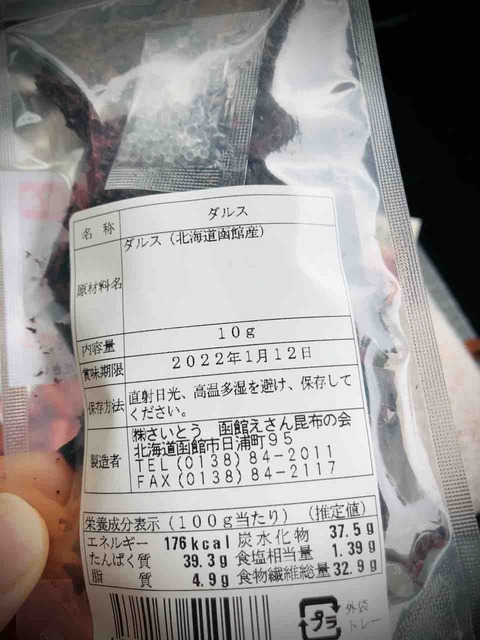 名称 ダルス
原材料名 ダルス（北海道函館産）
内容量 10g
賞味期限 2022年1月12日
保存方法 直射日光、高温多湿を避け、保存して
ください。
製造者 ㈱さいとう 函館えさん昆布の会
北海道函館市日浦町95
TEL(0138)84-2011
FAX(0138)84-2117
栄養成分表示（100g当たり）（推定値）
エネルギー 176kcal 炭水化物 37.5g
たんぱく質 39.3g 食塩相当量 1.39g
脂質 4.9g 食物繊維総量 32.9g
プラ
外袋
トレー